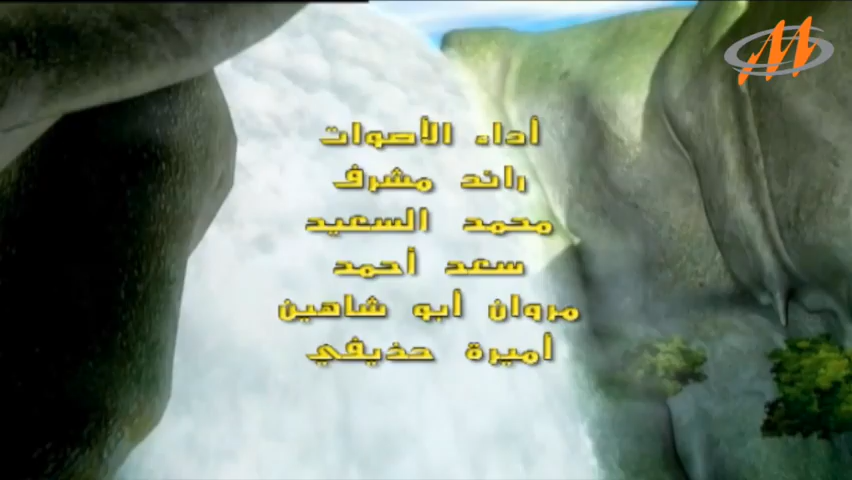 أداء الأصوات
رائد مشرف
محمد السعيد
سعد أحمد
مروان أبو شاهين
أميرة حذيفي